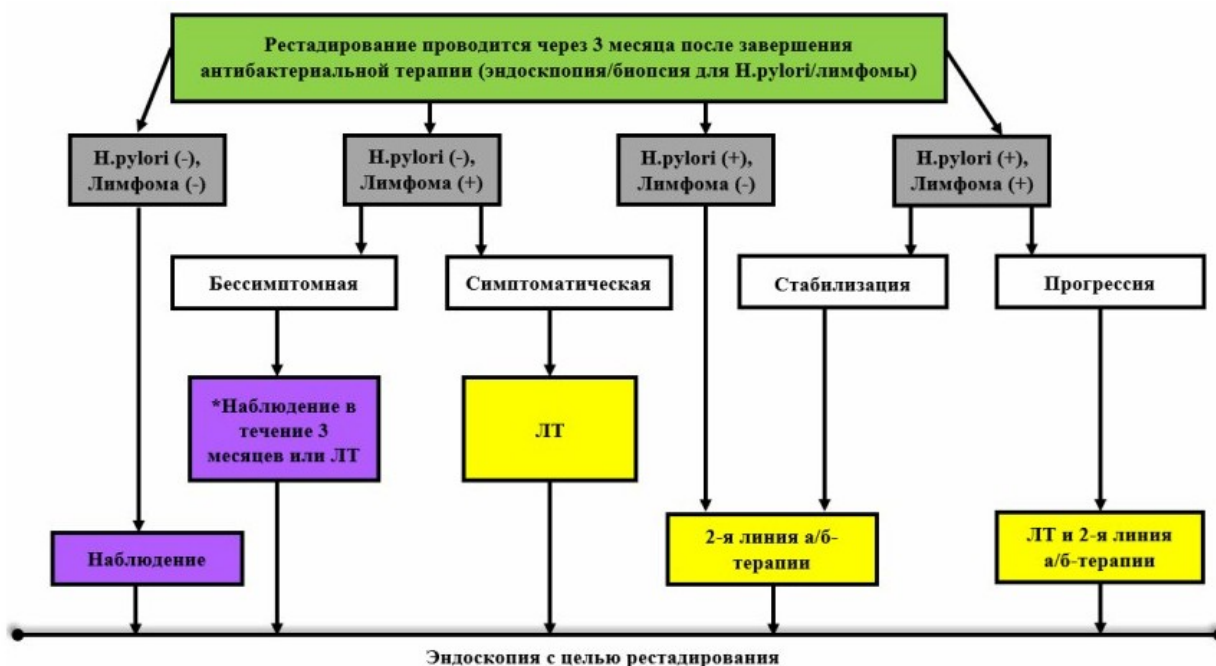 Рестадирование проводится через 3 месяца после завершения
антибактериальной терапии (эндоскпопия/биопсия для H.pylori/лимфомы)
H.pylori (-),
Лимфома (-)
H.pylori (-),
Лимфома (+)
H.pylori (+),
Лимфома (-)
H.pylori (+),
Лимфома (+)
Бессимптомная
Симптоматическая
Стабилизация
Прогрессия
*Наблюдение в
течение 3
месяцев или ЛТ
ЛТ
Наблюдение
2-я линия а/б-
терапии
ЛТ и 2-я линия
а/б-терапии
Эндоскопия с целью рестадирования